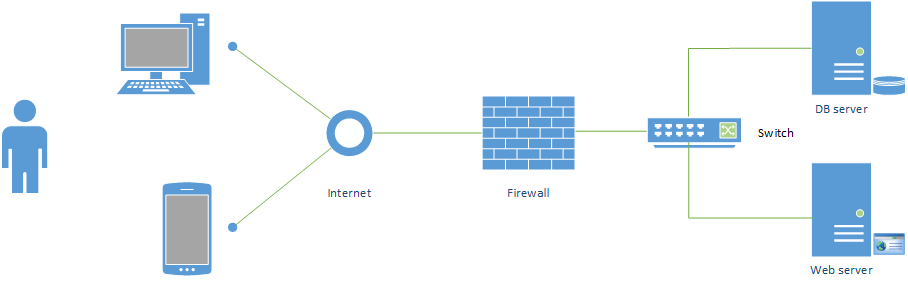 DB server
Switch
Internet
Firewall
Web server